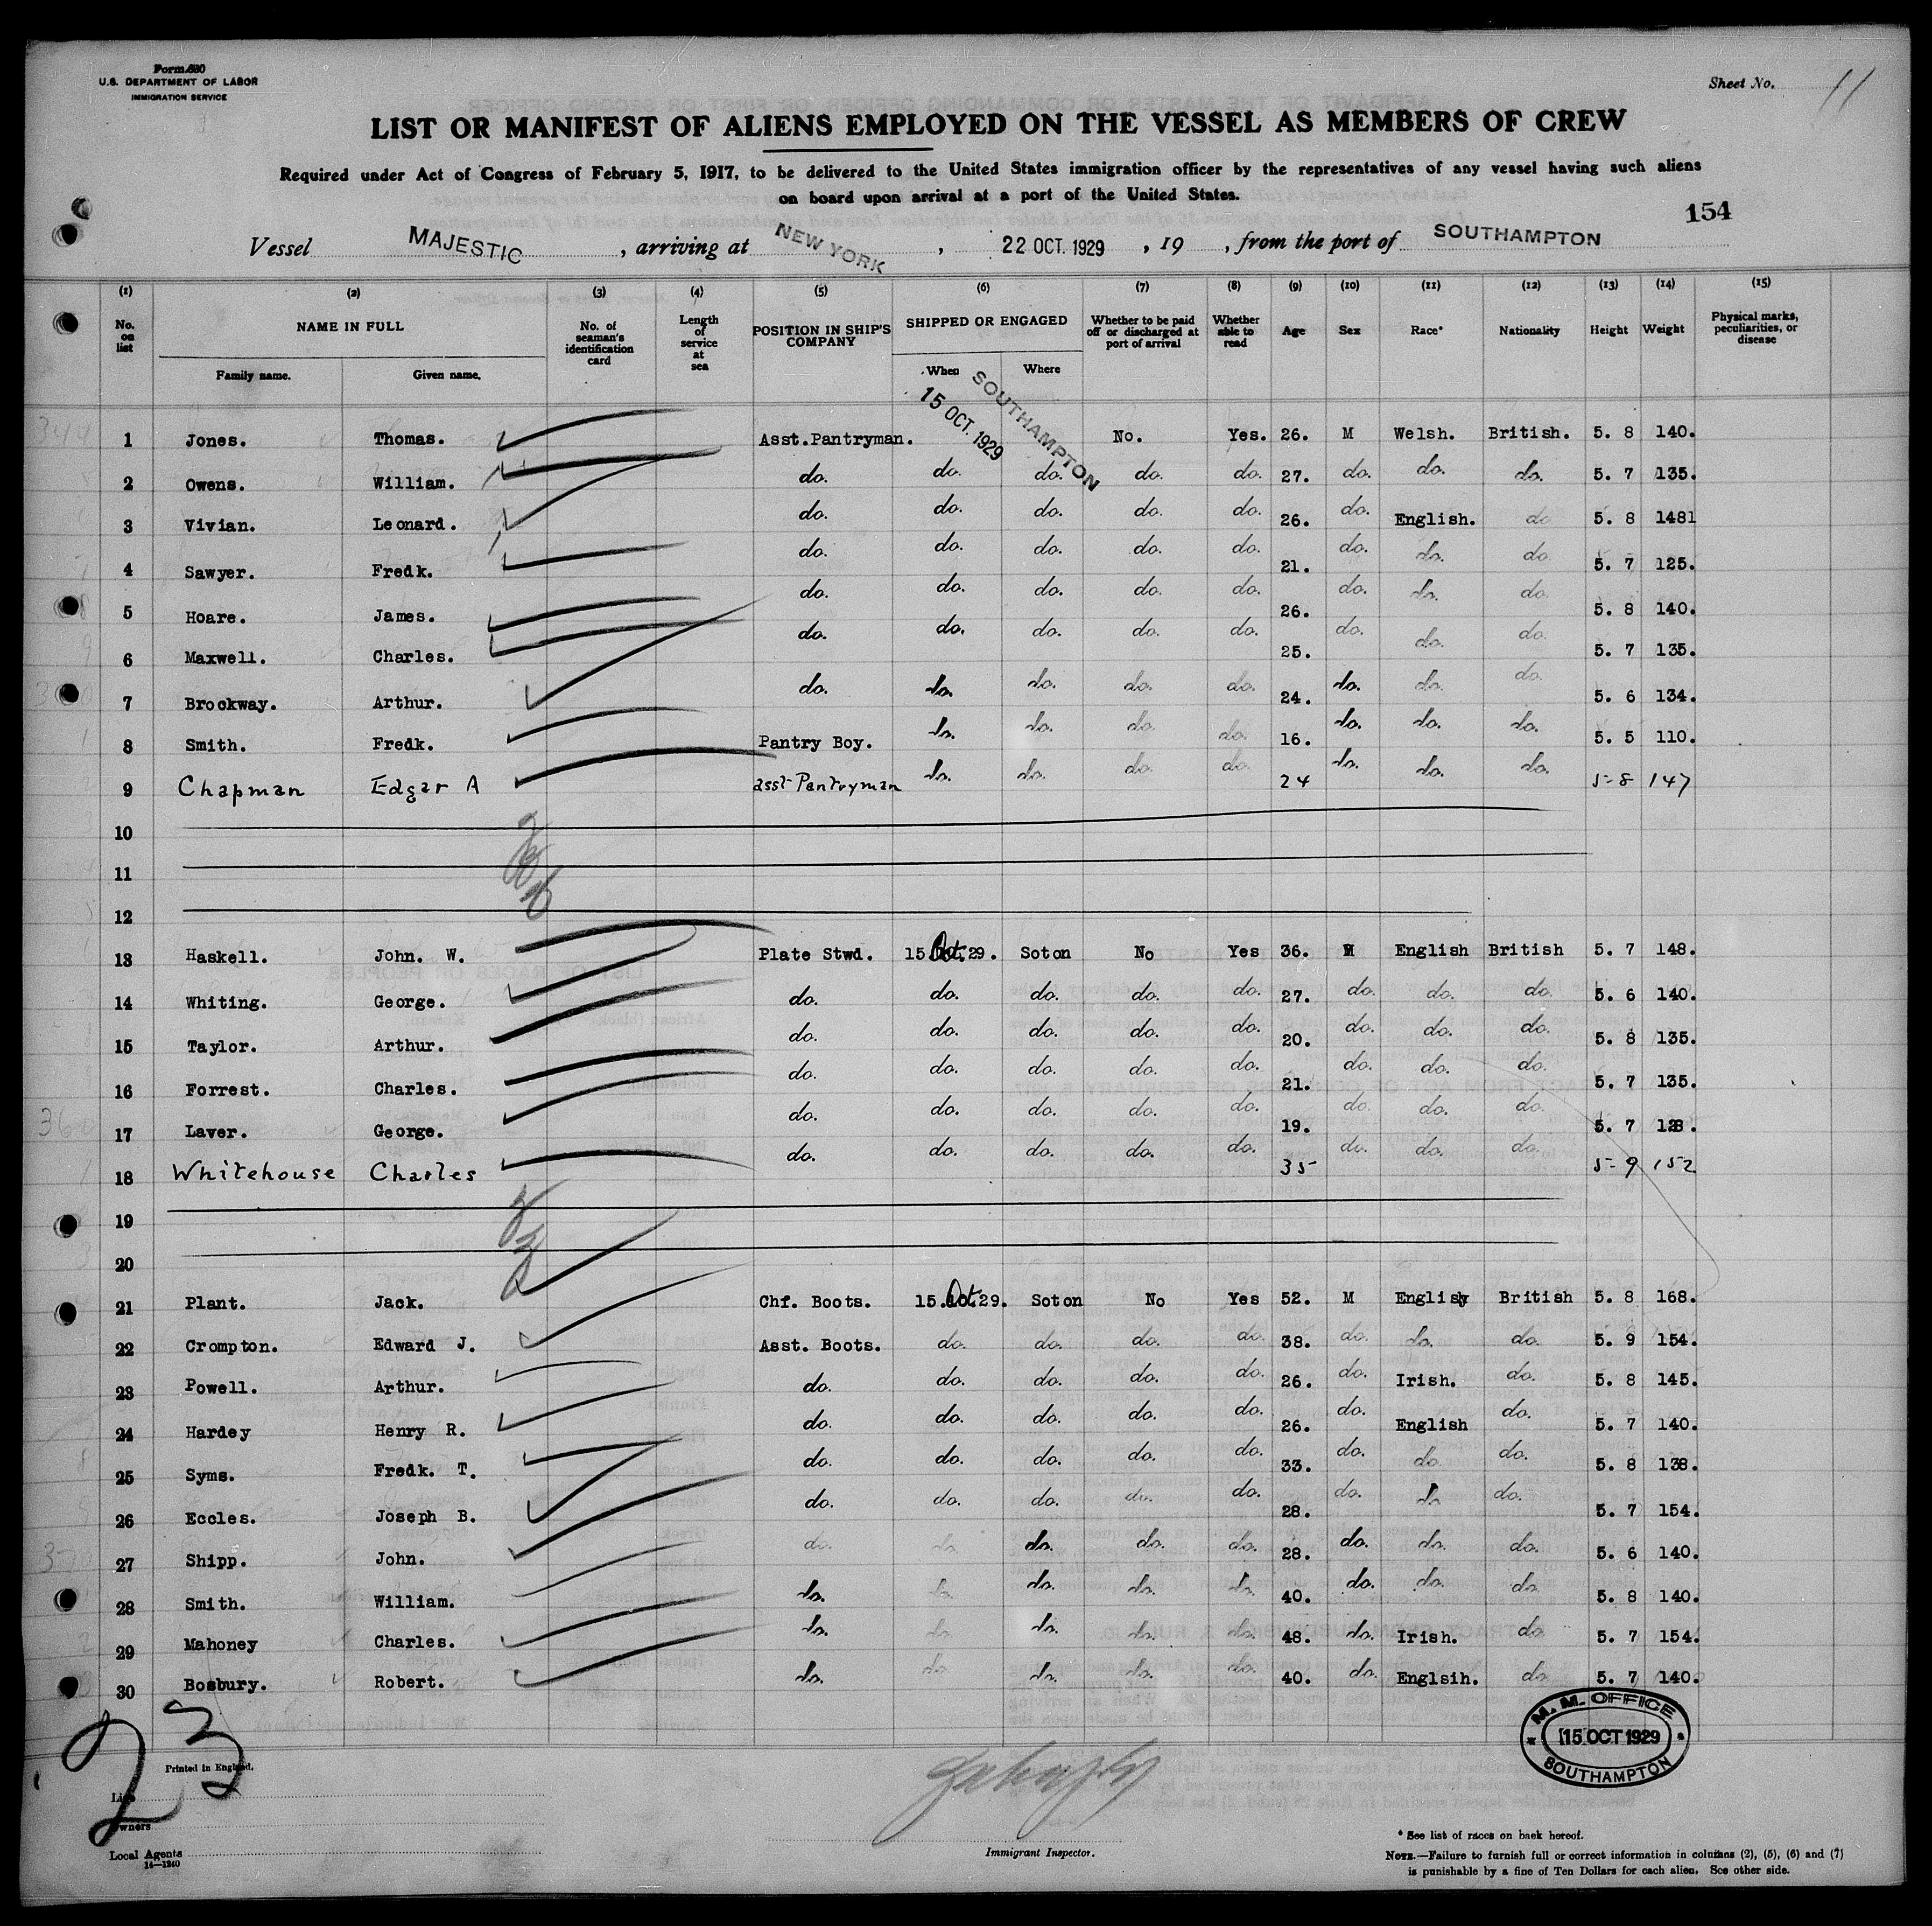 Form 680
U.S. DEPARTMENT OF LABOR
IMMIGRATION SERVICE
Sheet No. 11
LIST OR MANIFEST OF ALIENS EMPLOYED ON THE VESSEL AS MEMBERS OF CREW
Required under Act of Congress of February 5, 1917, to be delivered to the United States immigration officer by the representatives of any vessel having such aliens
on board upon arrival at a port of the United States.
154
Vessel MAJESTIC , arriving at NEW YORK , 22 OCT. 1929 , 19 , from the port of SOUTHAMPTON
(1) (2) (3) (4) (5) (6) (7) (8) (9) (10) (11) (12) (13) (14) (15)
No. on list NAME IN FULL Family name. Given name. No. of seaman's identification card Length of service at sea POSITION IN SHIP'S COMPANY SHIPPED OR ENGAGED When Where Whether to be paid off or discharged at port of arrival Whether able to read Age Sex Race* Nationality Height Weight Physical marks, peculiarities, or disease
15 OCT. 1929 SOUTHAMPTON
1 Jones. Thomas. Asst.Pantryman. No. Yes. 26. M Welsh. British. 5. 8 140.
2 Owens. William. do. do. do. do. do. 27. do. do. do. 5. 7 135.
3 Vivian. Leonard. do. do. do. do. do. 26. do. English. do 5. 8 1481
4 Sawyer. Fredk. do. do. do. do. do. 21. do. do. do 5. 7 125.
5 Hoare. James. do. do. do. do. do. 26. do. do. do. 5. 8 140.
6 Maxwell. Charles. do. do. do. do. do. 25. do. do. do. 5. 7 135.
7 Brockway. Arthur. do. do. do. do. do. 24. do. do. do. 5. 6 134.
8 Smith. Fredk. Pantry Boy. do. do. do. do. 16. do. do. do. 5. 5 110.
9 Chapman Edgar A asst Pantryman do. do. do. do. 24 do. do. do. 5-8 147
10
11
12
13 Haskell. John. W. Plate Stwd. 15.Oct.29. Soton No Yes 36. M English British 5. 7 148.
14 Whiting. George. do. do. do. do. do. 27. do. do. do. 5. 6 140.
15 Taylor. Arthur. do. do. do. do. do. 20. do. do. do. 5. 8 135.
16 Forrest. Charles. do. do. do. do. do. 21. do. do. do. 5. 7 135.
17 Laver. George. do. do. do. do. do. 19. do. do. do. 5. 7 128.
18 Whitehouse Charles do. do. do. do. do. 35 do. do. do. 5-9 152
19
20
21 Plant. Jack. Chf. Boots. 15.Oct.29. Soton No Yes 52. M English British 5. 8 168.
22 Crompton. Edward J. Asst. Boots. do. do. do. do. 38. do. do. do. 5. 9 154.
23 Powell. Arthur. do. do. do. do. do. 26. do. Irish. do. 5. 8 145.
24 Hardey Henry R. do. do. do. do. do. 26. do. English do. 5. 7 140.
25 Syms. Fredk. T. do. do. do. do. do. 33. do. do. do. 5. 8 138.
26 Eccles. Joseph B. do. do. do. do. do. 28. do. do do. 5. 7 154.
27 Shipp. John. do. do. do. do. do. 28. do. do. do. 5. 6 140.
28 Smith. William. do. do. do. do. do. 40. do. do. do. 5. 8 140.
29 Mahoney Charles. do. do. do. do. do. 48. do. Irish. do 5. 7 154.
30 Bosbury. Robert. do. do. do. do. do. 40. do. Englsih. do 5. 7 140.
M. M. OFFICE
15 OCT 1929
SOUTHAMPTON
23
Printed in England.
Line
Owners
Local Agents
14—1240
Immigrant Inspector.
* See list of races on back hereof.
NOTE.—Failure to furnish full or correct information in columns (2), (5), (6) and (7)
is punishable by a fine of Ten Dollars for each alien. See other side.